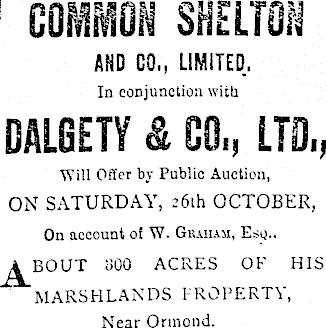 COMMON SHELTON
AND CO., LIMITED,
In conjunction with
DALGETY & CO., LTD.,
Will Offer by Public Auction,
ON SATURDAY, 26th OCTOBER,
On account of W. GRAHAM, ESQ..
ABOUT 300 ACRES OF HIS
MARSHLANDS PROPERTY,
Near Ormond.